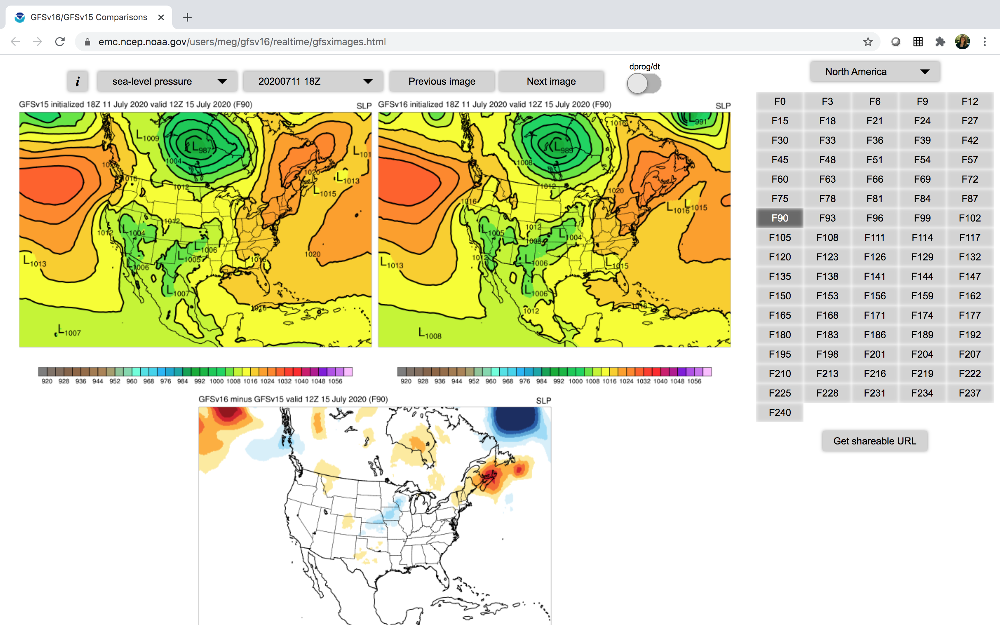 GFSv16/GFSv15 Comparisons
emc.ncep.noaa.gov/users/meg/gfsv16/realtime/gfsximages.html
i
sea-level pressure
20200711 18Z
Previous image
Next image
dprog/dt
North America
GFSv15 initialized 18Z 11 July 2020 valid 12Z 15 July 2020 (F90) SLP
L1009
L987
1004
L101
1020
1016
1020
L1013
1012
L1015
1012
1012
L1004
L1006
L1005
1016
1020
L1013
L1006
L1007
1016
L1007
920 928 936 944 952 960 968 976 984 992 1000 1008 1016 1024 1032 1040 1048 1056
GFSv16 initialized 18Z 11 July 2020 valid 12Z 15 July 2020 (F90) SLP
1016
L991
L989
1008
1012
1020
1016
L1016
L1015
1012
L1005
1008
L1004
1012
L1013
L1006
L1015
L1006
1012
1016
L1008
920 928 936 944 952 960 968 976 984 992 1000 1008 1016 1024 1032 1040 1048 1056
GFSv16 minus GFSv15 valid 12Z 15 July 2020 (F90) SLP
F0 F3 F6 F9 F12
F15 F18 F21 F24 F27
F30 F33 F36 F39 F42
F45 F48 F51 F54 F57
F60 F63 F66 F69 F72
F75 F78 F81 F84 F87
F90 F93 F96 F99 F102
F105 F108 F111 F114 F117
F120 F123 F126 F129 F132
F135 F138 F141 F144 F147
F150 F153 F156 F159 F162
F165 F168 F171 F174 F177
F180 F183 F186 F189 F192
F195 F198 F201 F204 F207
F210 F213 F216 F219 F222
F225 F228 F231 F234 F237
F240
Get shareable URL